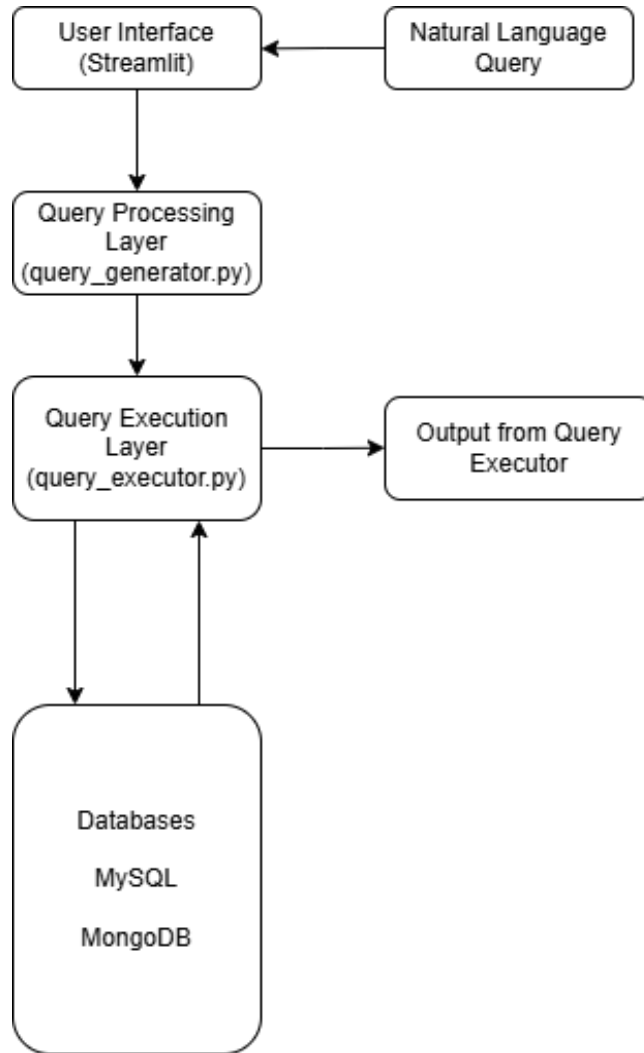 User Interface
(Streamlit)
Natural Language
Query
Query Processing
Layer
(query_generator.py)
Query Execution
Layer
(query_executor.py)
Output from Query
Executor
Databases
MySQL
MongoDB